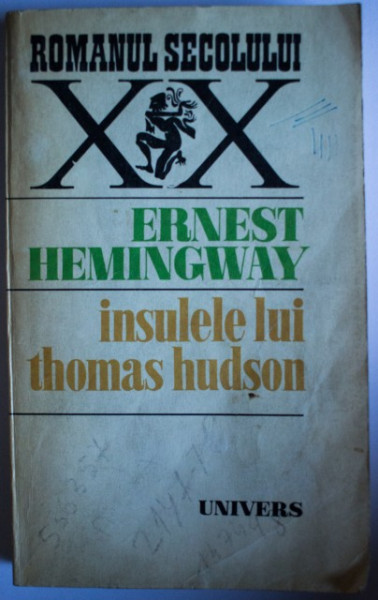 ROMANUL SECOLULUI
XX
ERNEST
HEMINGWAY
insulele lui
thomas hudson
UNIVERS